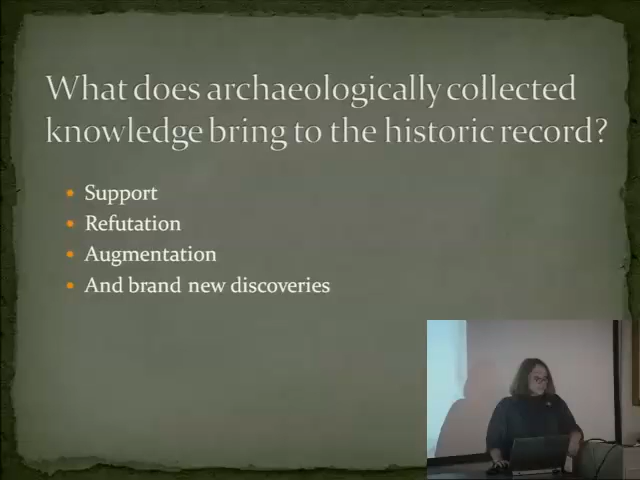 What does archaeologically collected
knowledge bring to the historic record?
Support
Refutation
Augmentation
And brand new discoveries